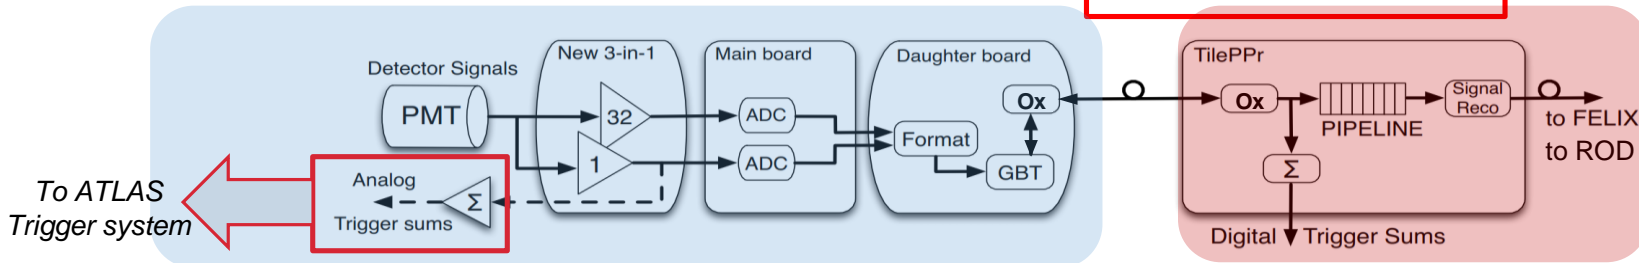 Detector Signals
PMT
New 3-in-1
32
1
Main board
ADC
ADC
Daughter board
Ox
Format
GBT
TilePPr
Ox
PIPELINE
Signal
Reco
Σ
to FELIX
to ROD
Digital Trigger Sums
Analog
Σ
Trigger sums
To ATLAS
Trigger system